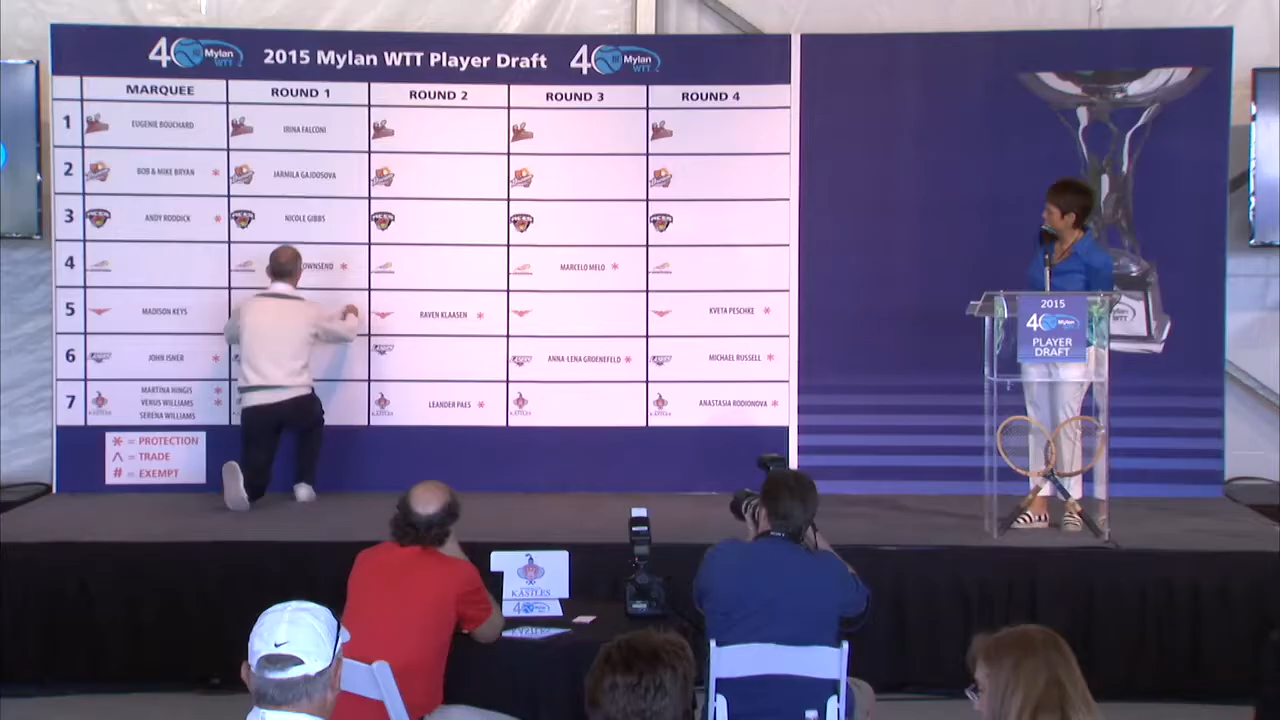 40 Mylan WTT 2015 Mylan WTT Player Draft 40 Mylan WTT
MARQUEE ROUND 1 ROUND 2 ROUND 3 ROUND 4
1 EUGENIE BOUCHARD IRINA FALCONI
2 BOB & MIKE BRYAN * JARMILA GAJDOSOVA
3 ANDY RODDICK * NICOLE GIBBS
4 OWNSEND * MARCELO MELO *
5 MADISON KEYS RAVEN KLAASEN * KVETA PESCHKE *
6 JOHN ISNER * ANNA-LENA GROENEFELD * MICHAEL RUSSELL *
7 MARTINA HINGIS *
VENUS WILLIAMS *
SERENA WILLIAMS
LEANDER PAES * ANASTASIA RODIONOVA *
* = PROTECTION
Λ = TRADE
# = EXEMPT
2015
40 Mylan WTT
PLAYER
DRAFT
Mylan
WTT
KASTLES
40